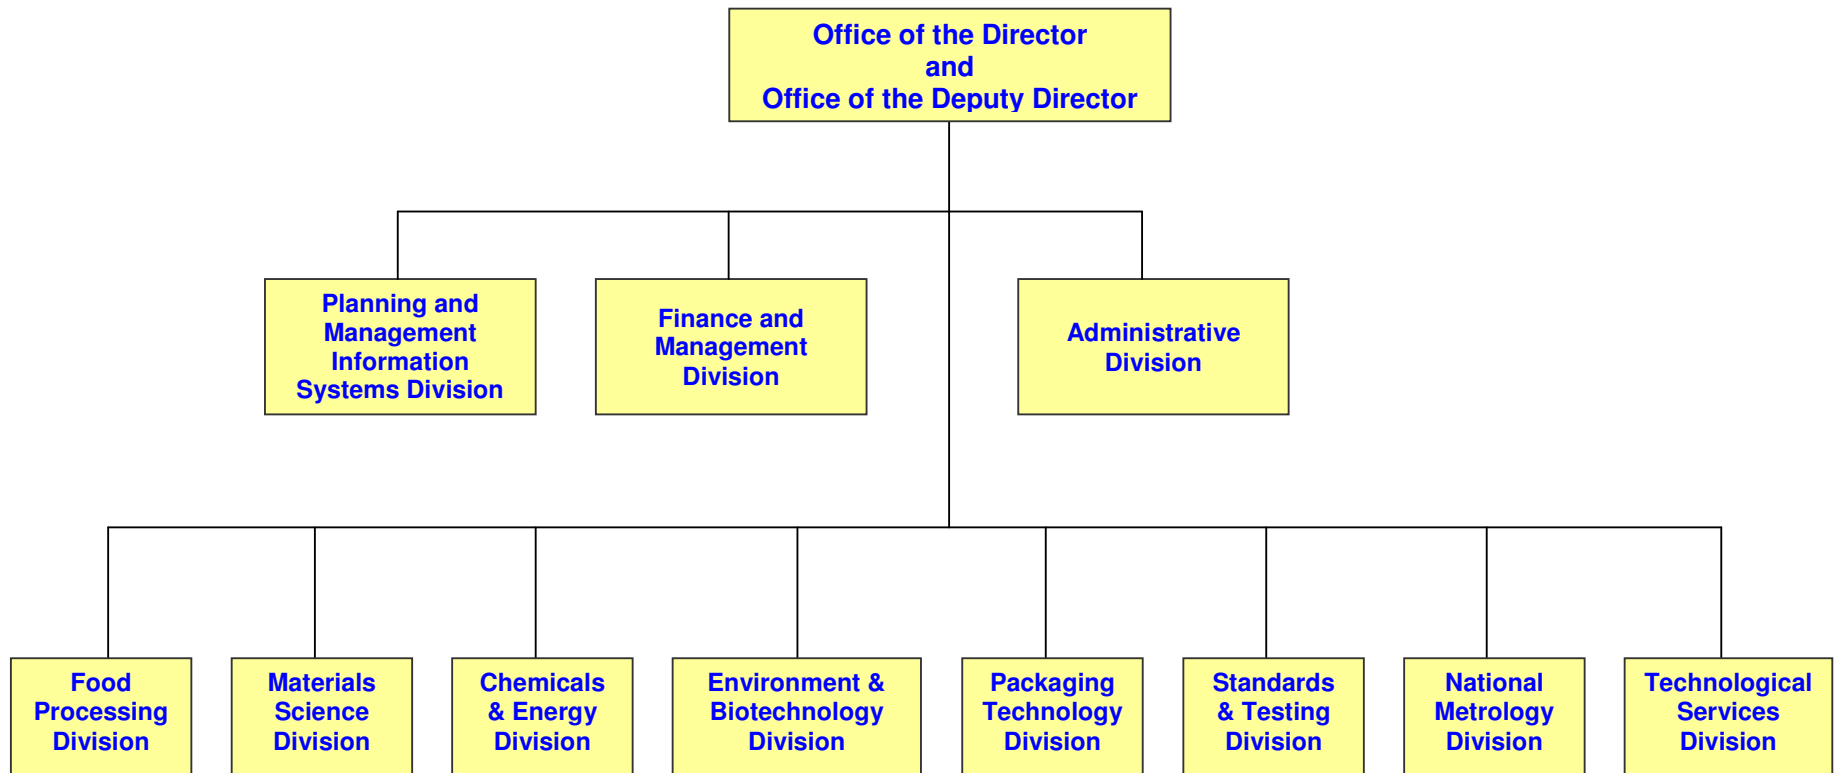 Office of the Director
and
Office of the Deputy Director
Planning and
Management
Information
Systems Division
Finance and
Management
Division
Administrative
Division
Food
Processing
Division
Materials
Science
Division
Chemicals
& Energy
Division
Environment &
Biotechnology
Division
Packaging
Technology
Division
Standards
& Testing
Division
National
Metrology
Division
Technological
Services
Division